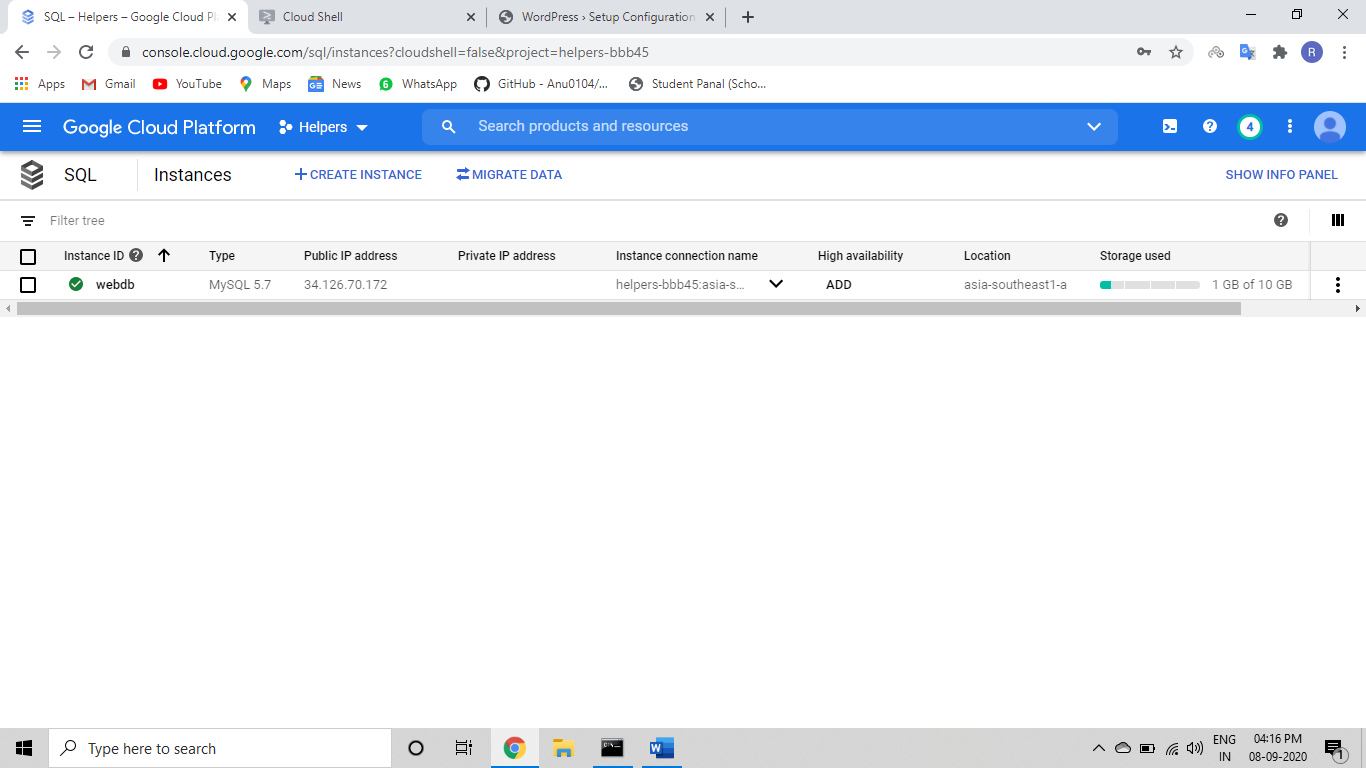 SQL – Helpers – Google Cloud Pl
Cloud Shell
WordPress › Setup Configuration
console.cloud.google.com/sql/instances?cloudshell=false&project=helpers-bbb45
R
Apps
Gmail
YouTube
Maps
News
6
WhatsApp
GitHub - Anu0104/...
Student Panal (Scho...
Google Cloud Platform
Helpers
Search products and resources
4
SQL
Instances
CREATE INSTANCE
MIGRATE DATA
SHOW INFO PANEL
Filter tree
Instance ID
Type
Public IP address
Private IP address
Instance connection name
High availability
Location
Storage used
webdb
MySQL 5.7
34.126.70.172
helpers-bbb45:asia-s...
ADD
asia-southeast1-a
1 GB of 10 GB
Type here to search
ENG
IN
04:16 PM
08-09-2020
1